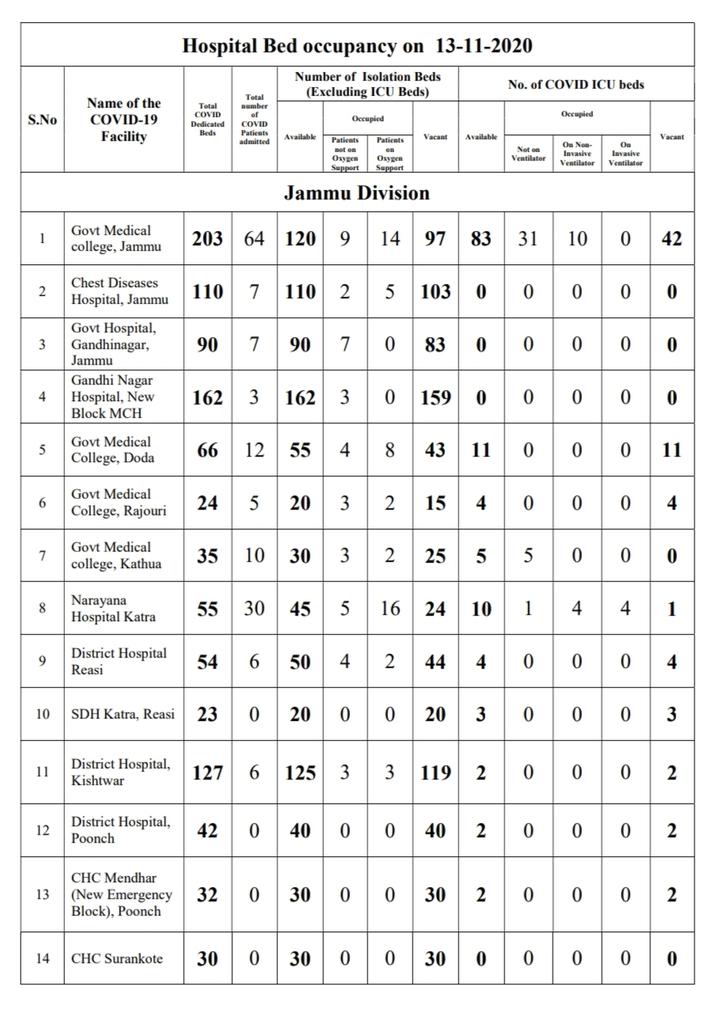 Hospital Bed occupancy on 13-11-2020
S.No
Name of the COVID-19 Facility
Total COVID Dedicated Beds
Total number of COVID Patients admitted
Number of Isolation Beds (Excluding ICU Beds)
No. of COVID ICU beds
Available
Occupied
Vacant
Available
Occupied
Vacant
Patients not on Oxygen Support
Patients on Oxygen Support
Not on Ventilator
On Non-Invasive Ventilator
On Invasive Ventilator
Jammu Division
1 Govt Medical college, Jammu 203 64 120 9 14 97 83 31 10 0 42
2 Chest Diseases Hospital, Jammu 110 7 110 2 5 103 0 0 0 0 0
3 Govt Hospital, Gandhinagar, Jammu 90 7 90 7 0 83 0 0 0 0 0
4 Gandhi Nagar Hospital, New Block MCH 162 3 162 3 0 159 0 0 0 0 0
5 Govt Medical College, Doda 66 12 55 4 8 43 11 0 0 0 11
6 Govt Medical College, Rajouri 24 5 20 3 2 15 4 0 0 0 4
7 Govt Medical college, Kathua 35 10 30 3 2 25 5 5 0 0 0
8 Narayana Hospital Katra 55 30 45 5 16 24 10 1 4 4 1
9 District Hospital Reasi 54 6 50 4 2 44 4 0 0 0 4
10 SDH Katra, Reasi 23 0 20 0 0 20 3 0 0 0 3
11 District Hospital, Kishtwar 127 6 125 3 3 119 2 0 0 0 2
12 District Hospital, Poonch 42 0 40 0 0 40 2 0 0 0 2
13 CHC Mendhar (New Emergency Block), Poonch 32 0 30 0 0 30 2 0 0 0 2
14 CHC Surankote 30 0 30 0 0 30 0 0 0 0 0